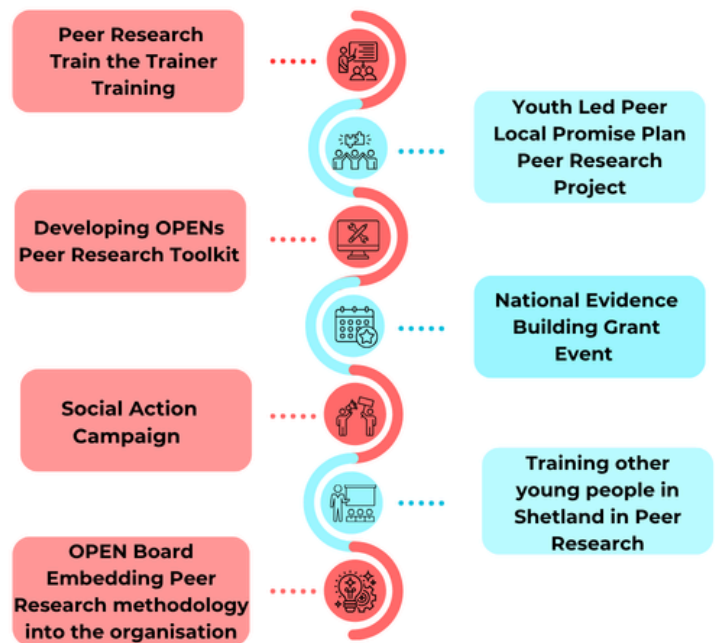 Peer Research
Train the Trainer
Training
Youth Led Peer
Local Promise Plan
Peer Research
Project
Developing OPENs
Peer Research Toolkit
National Evidence
Building Grant
Event
Social Action
Campaign
Training other
young people in
Shetland in Peer
Research
OPEN Board
Embedding Peer
Research methodology
into the organisation